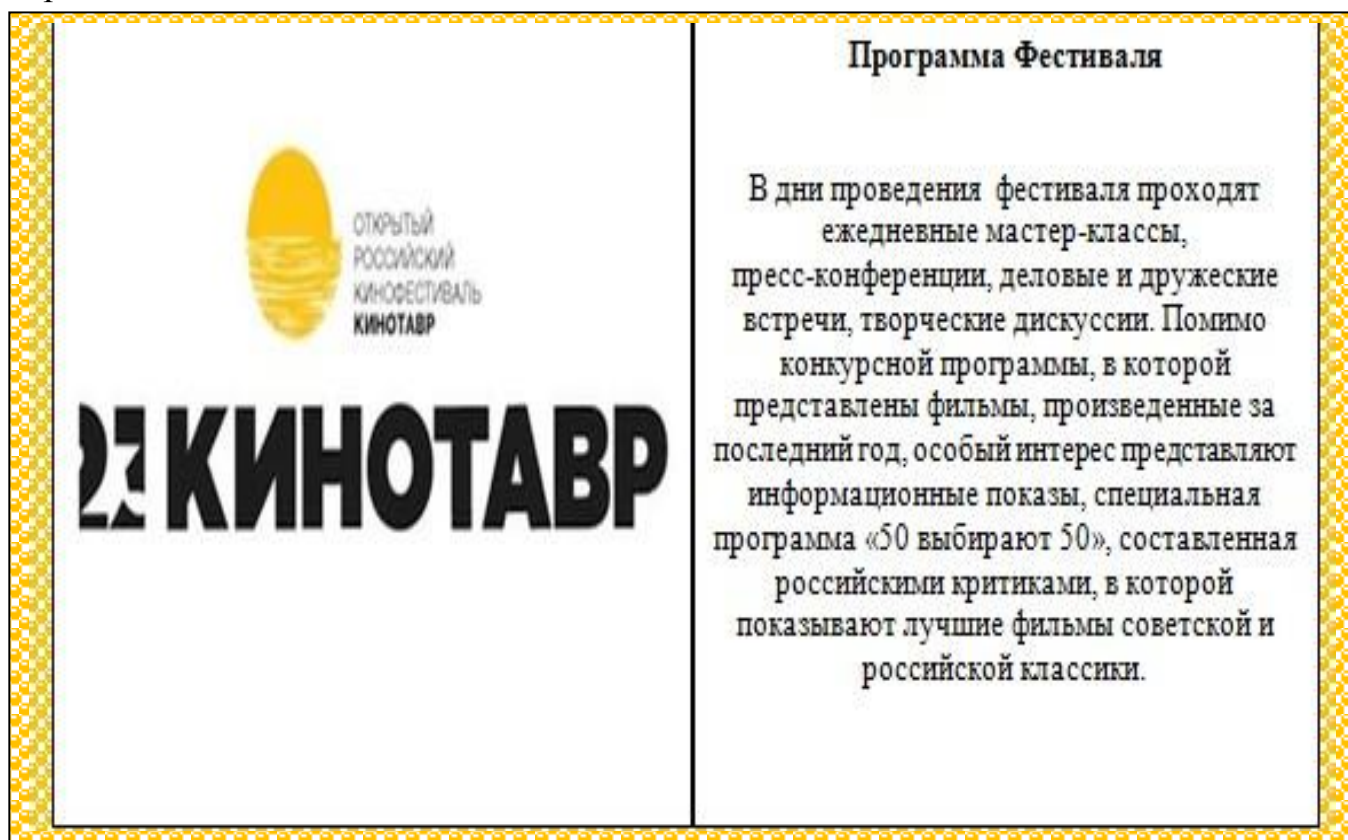 ОТКРЫТЫЙ
РОССИЙСКИЙ
КИНОФЕСТИВАЛЬ
КИНОТАВР
23 КИНОТАВР
Программа Фестиваля
В дни проведения фестиваля проходят
ежедневные мастер-классы,
пресс-конференции, деловые и дружеские
встречи, творческие дискуссии. Помимо
конкурсной программы, в которой
представлены фильмы, произведенные за
последний год, особый интерес представляют
информационные показы, специальная
программа «50 выбирают 50», составленная
российскими критиками, в которой
показывают лучшие фильмы советской и
российской классики.